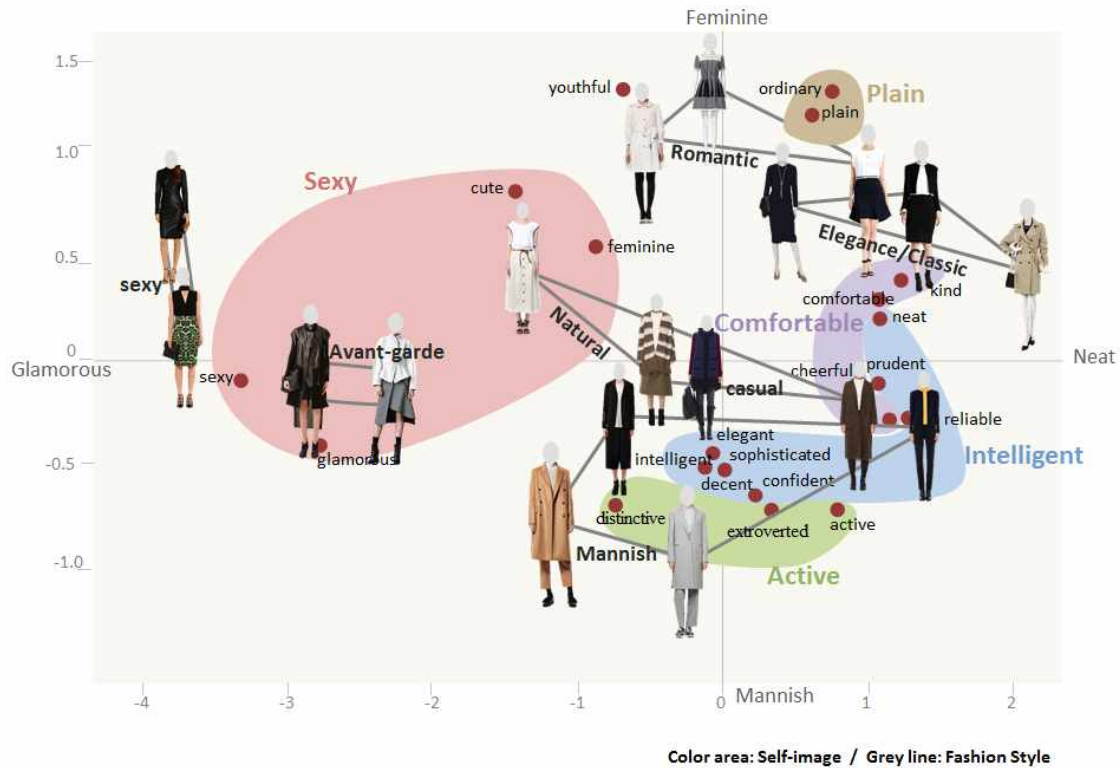 Feminine
1.5
youthful
ordinary
Plain
plain
1.0
Romantic
Sexy
cute
Elegance/Classic
feminine
0.5
sexy
kind
comfortable
neat
Natural
Comfortable
0
Avant-garde
Neat
Glamorous
prudent
cheerful
sexy
casual
reliable
elegant
sophisticated
Intelligent
intelligent
glamorous
-0.5
decent
confident
distinctive
extroverted
active
Mannish
-1.0
Active
Mannish
-4
-3
-2
-1
0
1
2
Color area: Self-image / Grey line: Fashion Style